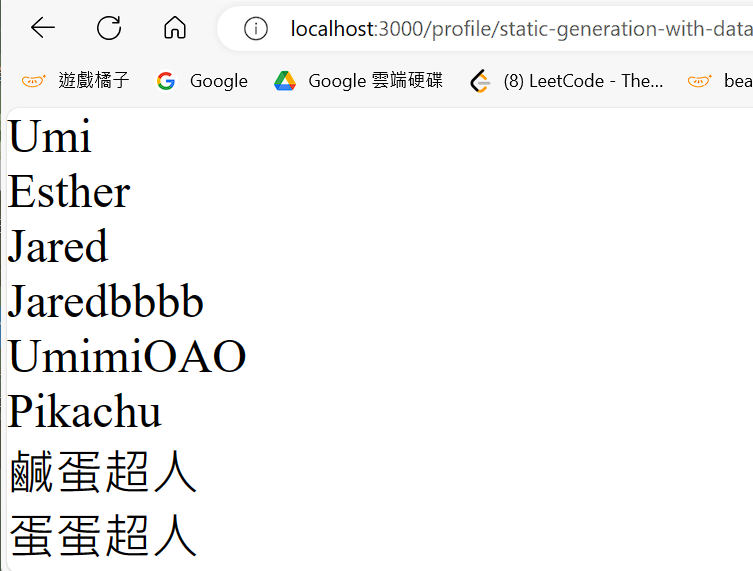 localhost:3000/profile/static-generation-with-data
遊戲橘子 Google Google 雲端硬碟 (8) LeetCode - The... bea
Umi
Esther
Jared
Jaredbbbb
UmimiOAO
Pikachu
鹹蛋超人
蛋蛋超人